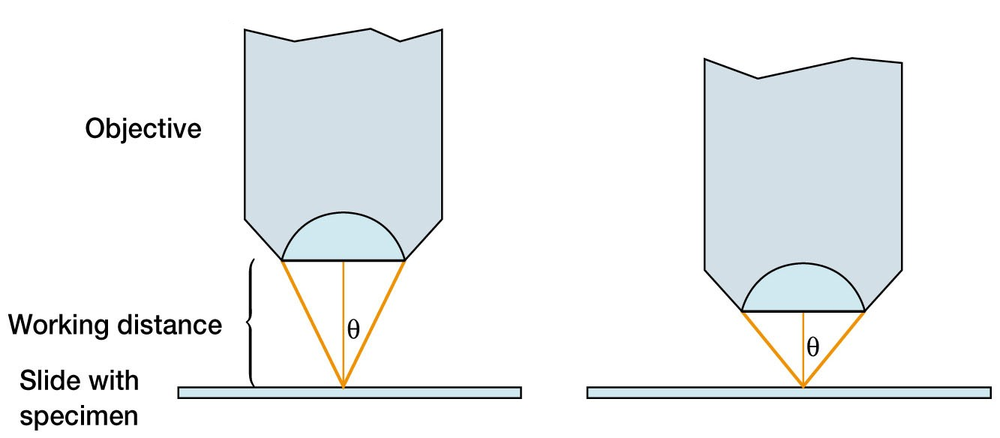 Objective
Working distance
θ
θ
Slide with
specimen